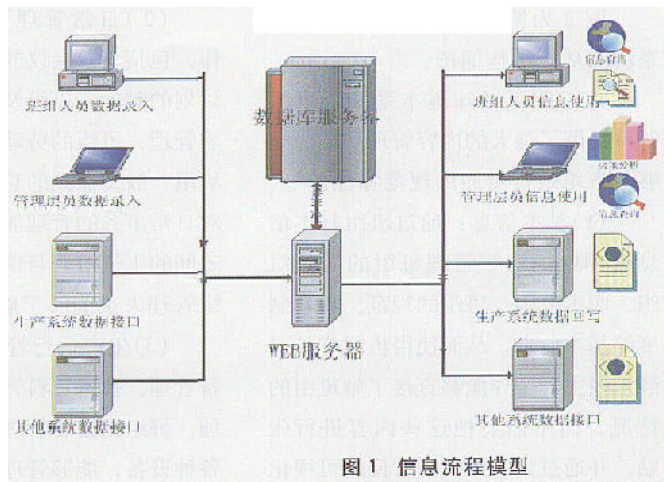 班组人员数据录入
管理层员数据录入
生产系统数据接口
其他系统数据接口
数据库服务器
WEB服务器
信息查询
班组人员信息使用
管理层员信息使用
信息查询
生产系统数据回写
其他系统数据接口
图 1 信息流程模型